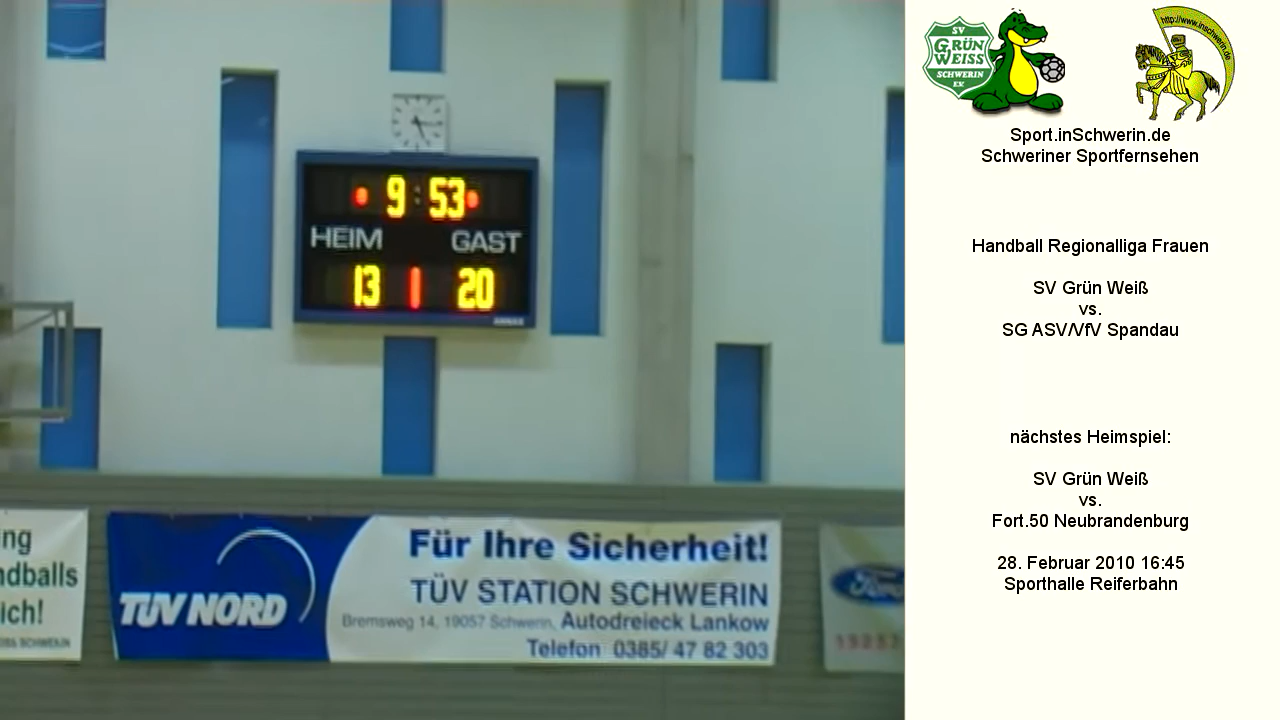 9 : 53
HEIM GAST
13 1 20
ing
ndballs
ich!
TÜV NORD
Für Ihre Sicherheit!
TÜV STATION SCHWERIN
Bremsweg 14, 19057 Schwerin, Autodreieck Lankow
Telefon 0385/ 47 82 303
Ford
SV
GRÜN
WEISS
SCHWERIN
E.V.
http://www.inschwerin.de
Sport.inSchwerin.de
Schweriner Sportfernsehen
Handball Regionalliga Frauen
SV Grün Weiß
vs.
SG ASV/VfV Spandau
nächstes Heimspiel:
SV Grün Weiß
vs.
Fort.50 Neubrandenburg
28. Februar 2010 16:45
Sporthalle Reiferbahn